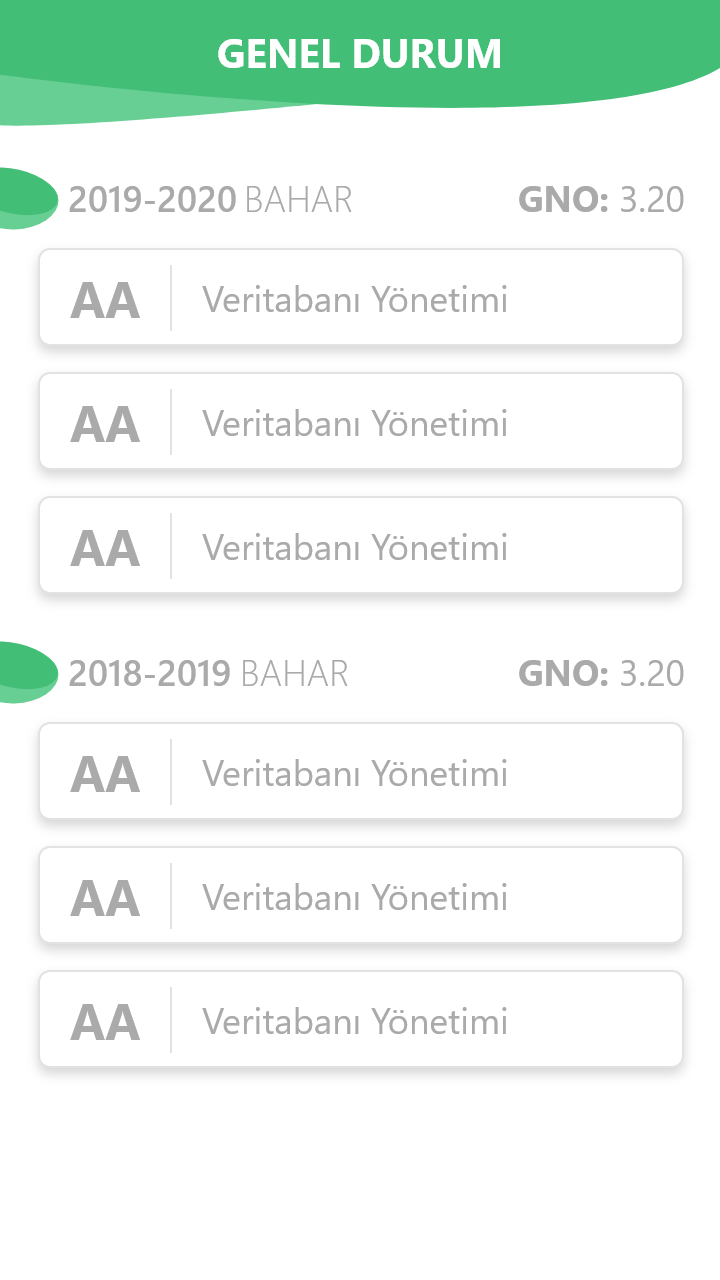 GENEL DURUM
2019-2020 BAHAR GNO: 3.20
AA Veritabanı Yönetimi
AA Veritabanı Yönetimi
AA Veritabanı Yönetimi
2018-2019 BAHAR GNO: 3.20
AA Veritabanı Yönetimi
AA Veritabanı Yönetimi
AA Veritabanı Yönetimi